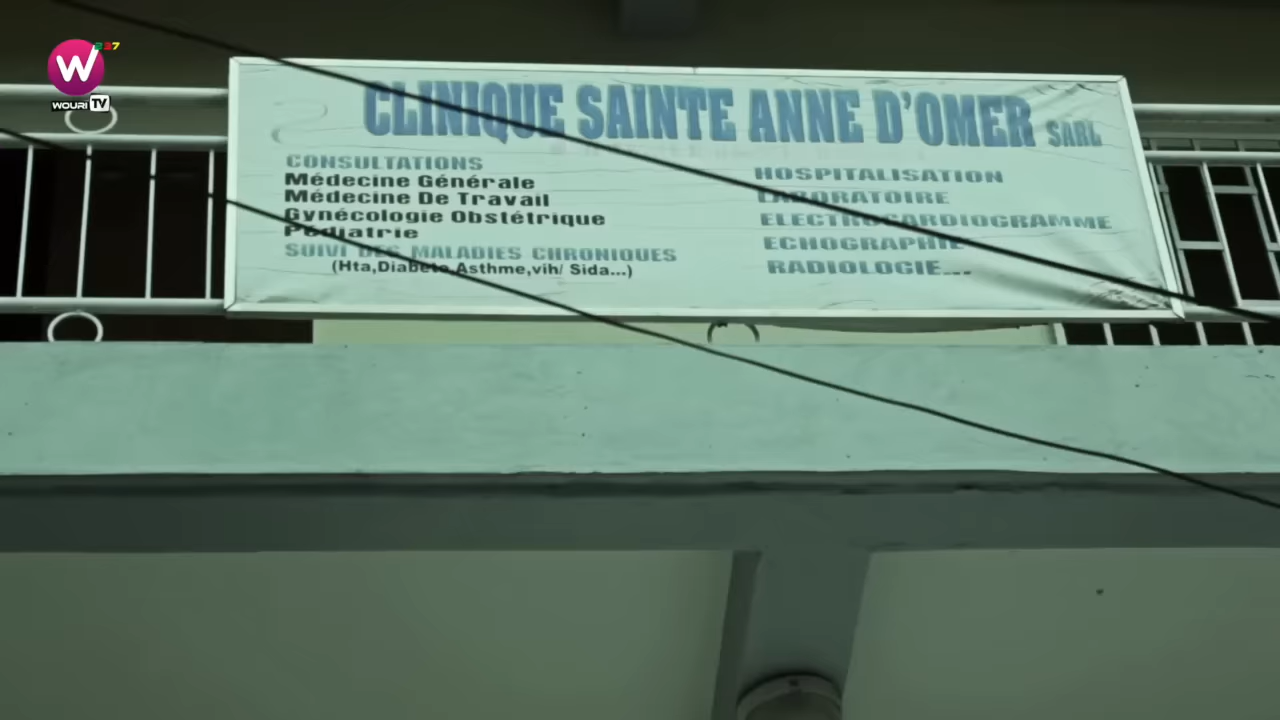 W 237
WOURI TV
CLINIQUE SAINTE ANNE D'OMER SARL
CONSULTATIONS
Médecine Générale
Médecine De Travail
Gynécologie Obstétrique
Pédiatrie
SUIVI DES MALADIES CHRONIQUES
(Hta,Diabete,Asthme,vih/ Sida...)
HOSPITALISATION
LABORATOIRE
ELECTROCARDIOGRAMME
ECHOGRAPHIE
RADIOLOGIE...